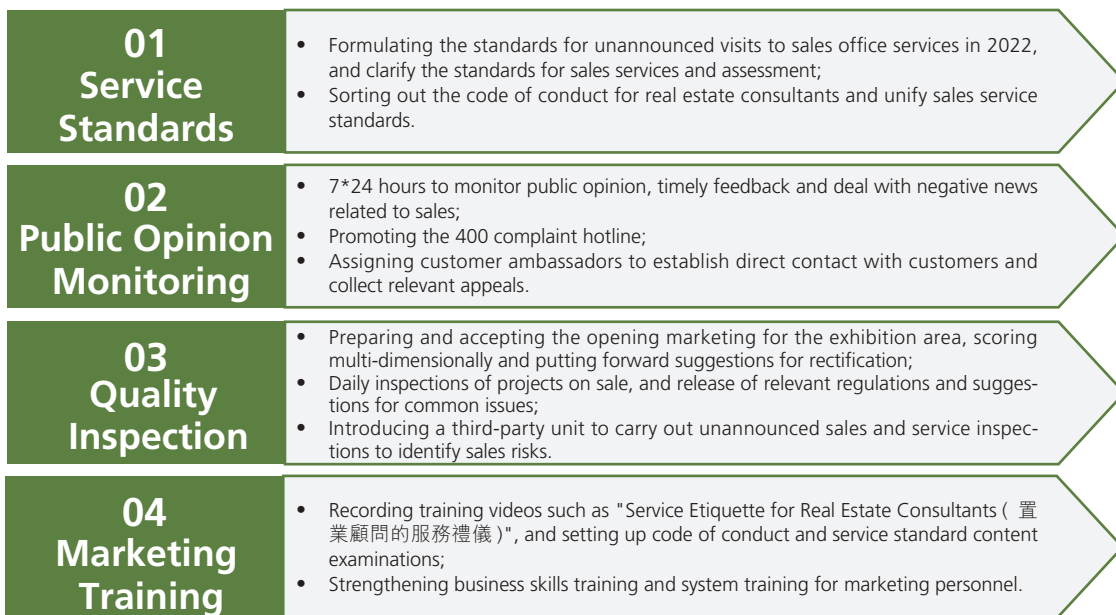 01
Service
Standards
• Formulating the standards for unannounced visits to sales office services in 2022,
and clarify the standards for sales services and assessment;
• Sorting out the code of conduct for real estate consultants and unify sales service
standards.
02
Public Opinion
Monitoring
• 7*24 hours to monitor public opinion, timely feedback and deal with negative news
related to sales;
• Promoting the 400 complaint hotline;
• Assigning customer ambassadors to establish direct contact with customers and
collect relevant appeals.
03
Quality
Inspection
• Preparing and accepting the opening marketing for the exhibition area, scoring
multi-dimensionally and putting forward suggestions for rectification;
• Daily inspections of projects on sale, and release of relevant regulations and sugges-
tions for common issues;
• Introducing a third-party unit to carry out unannounced sales and service inspec-
tions to identify sales risks.
04
Marketing
Training
• Recording training videos such as "Service Etiquette for Real Estate Consultants ( 置
業顧問的服務禮儀 )", and setting up code of conduct and service standard content
examinations;
• Strengthening business skills training and system training for marketing personnel.